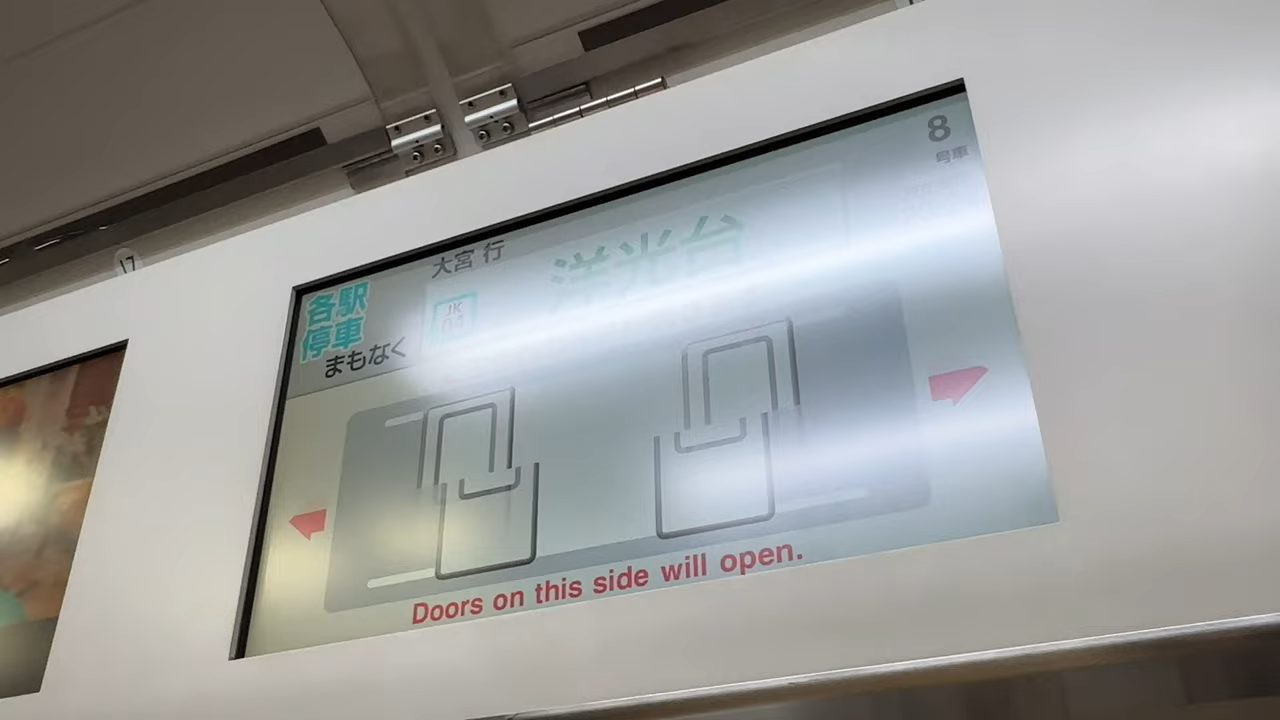 17
8
号車
大宮 行
各駅
停車
まもなく
洋光台
JK
Doors on this side will open.